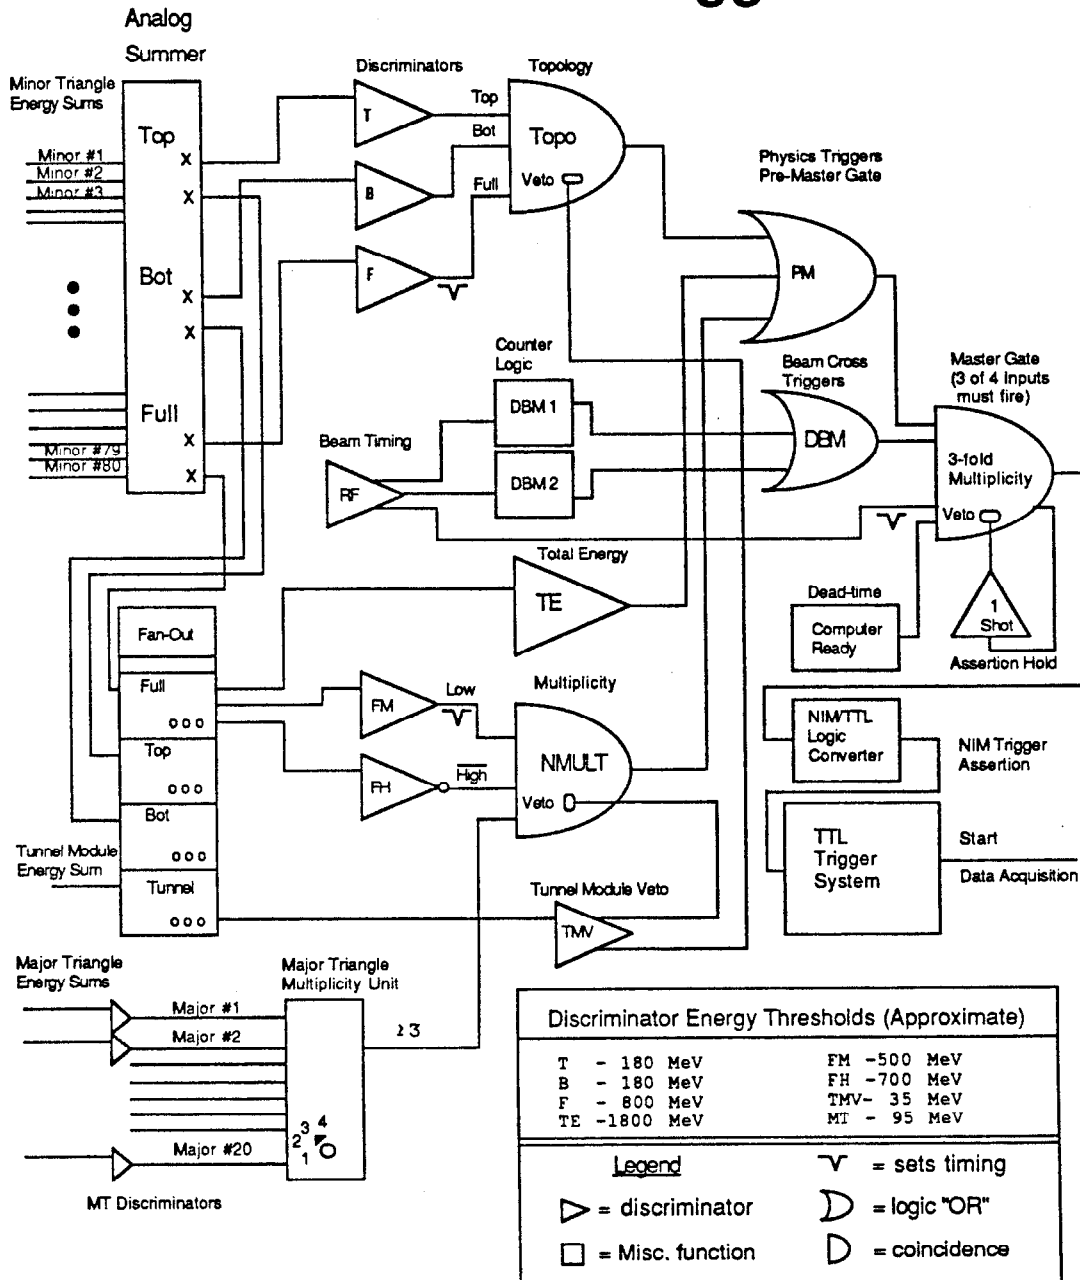 Analog
Summer
Minor Triangle
Energy Sums
Minor #1
Minor #2
Minor #3
Top
X
X
Bot
X
X
Full
X
X
Minor #79
Minor #80
Discriminators
T
B
F
Topology
Top
Bot
Full
Topo
Veto
Physics Triggers
Pre-Master Gate
PM
Counter
Logic
DBM 1
DBM 2
Beam Timing
RF
Beam Cross
Triggers
DBM
Master Gate
(3 of 4 Inputs
must fire)
3-fold
Multiplicity
Veto
1
Shot
Assertion Hold
Dead-time
Computer
Ready
Total Energy
TE
Fan-Out
Full
Top
Bot
Tunnel
Tunnel Module
Energy Sum
FM
Low
FH
High
Multiplicity
NMULT
Veto
Tunnel Module Veto
TMV
NIM/TTL
Logic
Converter
NIM Trigger
Assertion
TTL
Trigger
System
Start
Data Acquisition
Major Triangle
Energy Sums
Major #1
Major #2
Major #20
MT Discriminators
Major Triangle
Multiplicity Unit
1 2 3 4
≥3
Discriminator Energy Thresholds (Approximate)
T - 180 MeV
B - 180 MeV
F - 800 MeV
TE -1800 MeV
FM -500 MeV
FH -700 MeV
TMV- 35 MeV
MT - 95 MeV
Legend
= sets timing
= discriminator
= logic "OR"
= Misc. function
= coincidence